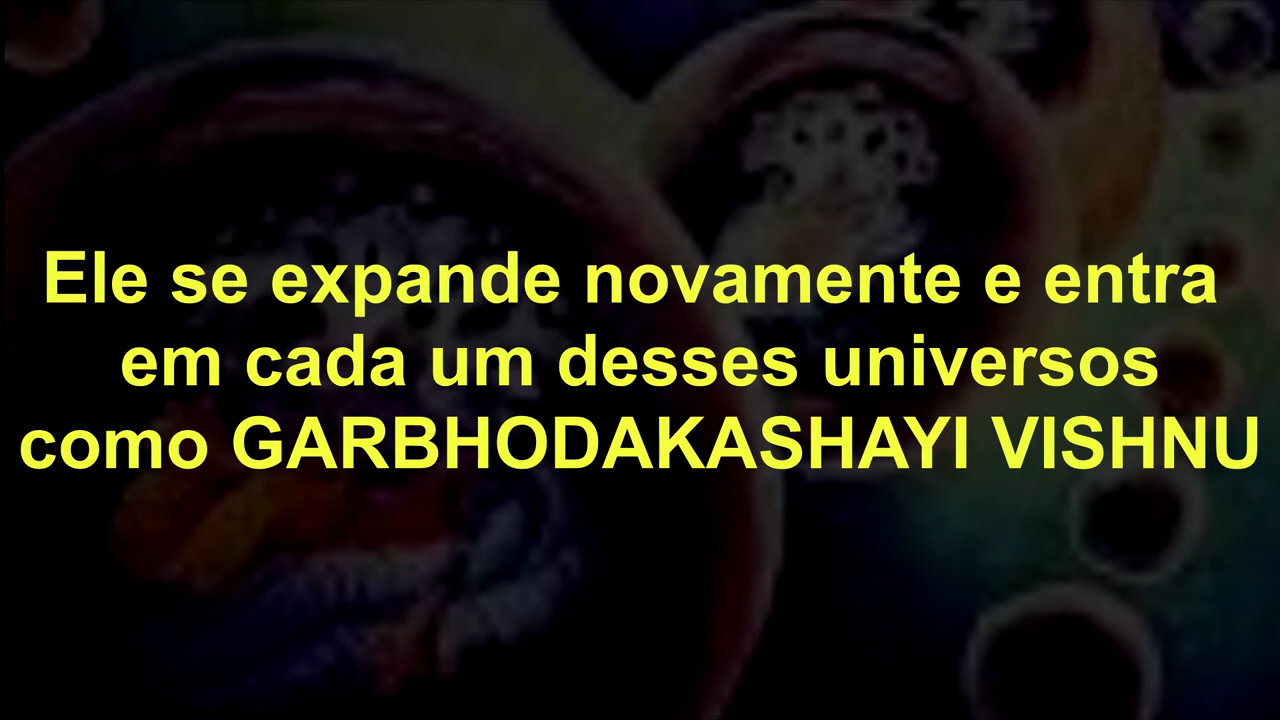 Ele se expande novamente e entra
em cada um desses universos
como GARBHODAKASHAYI VISHNU